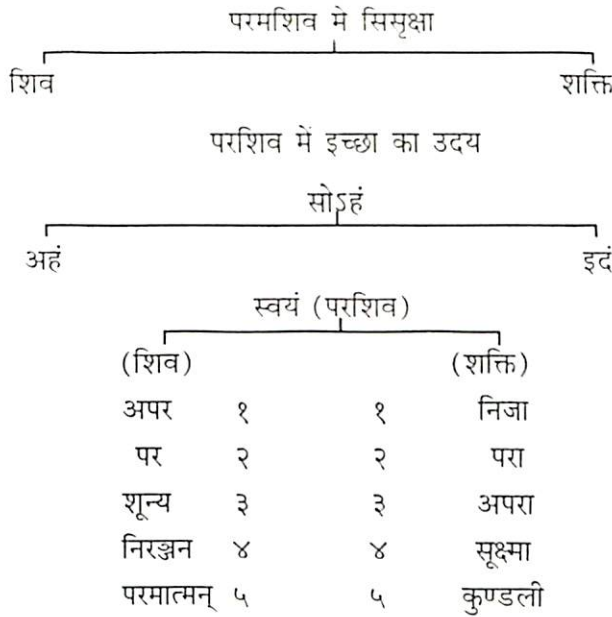 परमशिव मे सिसृक्षा
शिव शक्ति
परशिव में इच्छा का उदय
सोऽहं
अहं इदं
स्वयं (परशिव)
(शिव) (शक्ति)
अपर १ १ निजा
पर २ २ परा
शून्य ३ ३ अपरा
निरञ्जन ४ ४ सूक्ष्मा
परमात्मन् ५ ५ कुण्डली